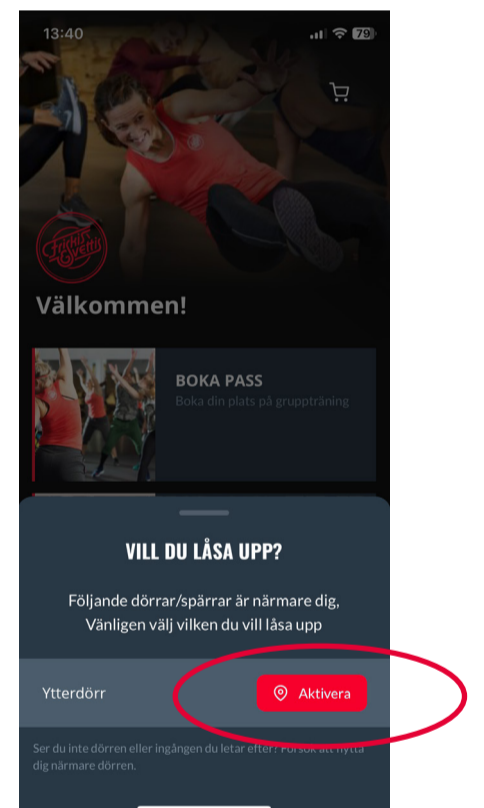 13:40
79
Friskis
Svettis
Välkommen!
BOKA PASS
Boka din plats på gruppträning
VILL DU LÅSA UPP?
Följande dörrar/spärrar är närmare dig,
Vänligen välj vilken du vill låsa upp
Ytterdörr
Aktivera
Ser du inte dörren eller ingången du letar efter? Försök att flytta
dig närmare dörren.